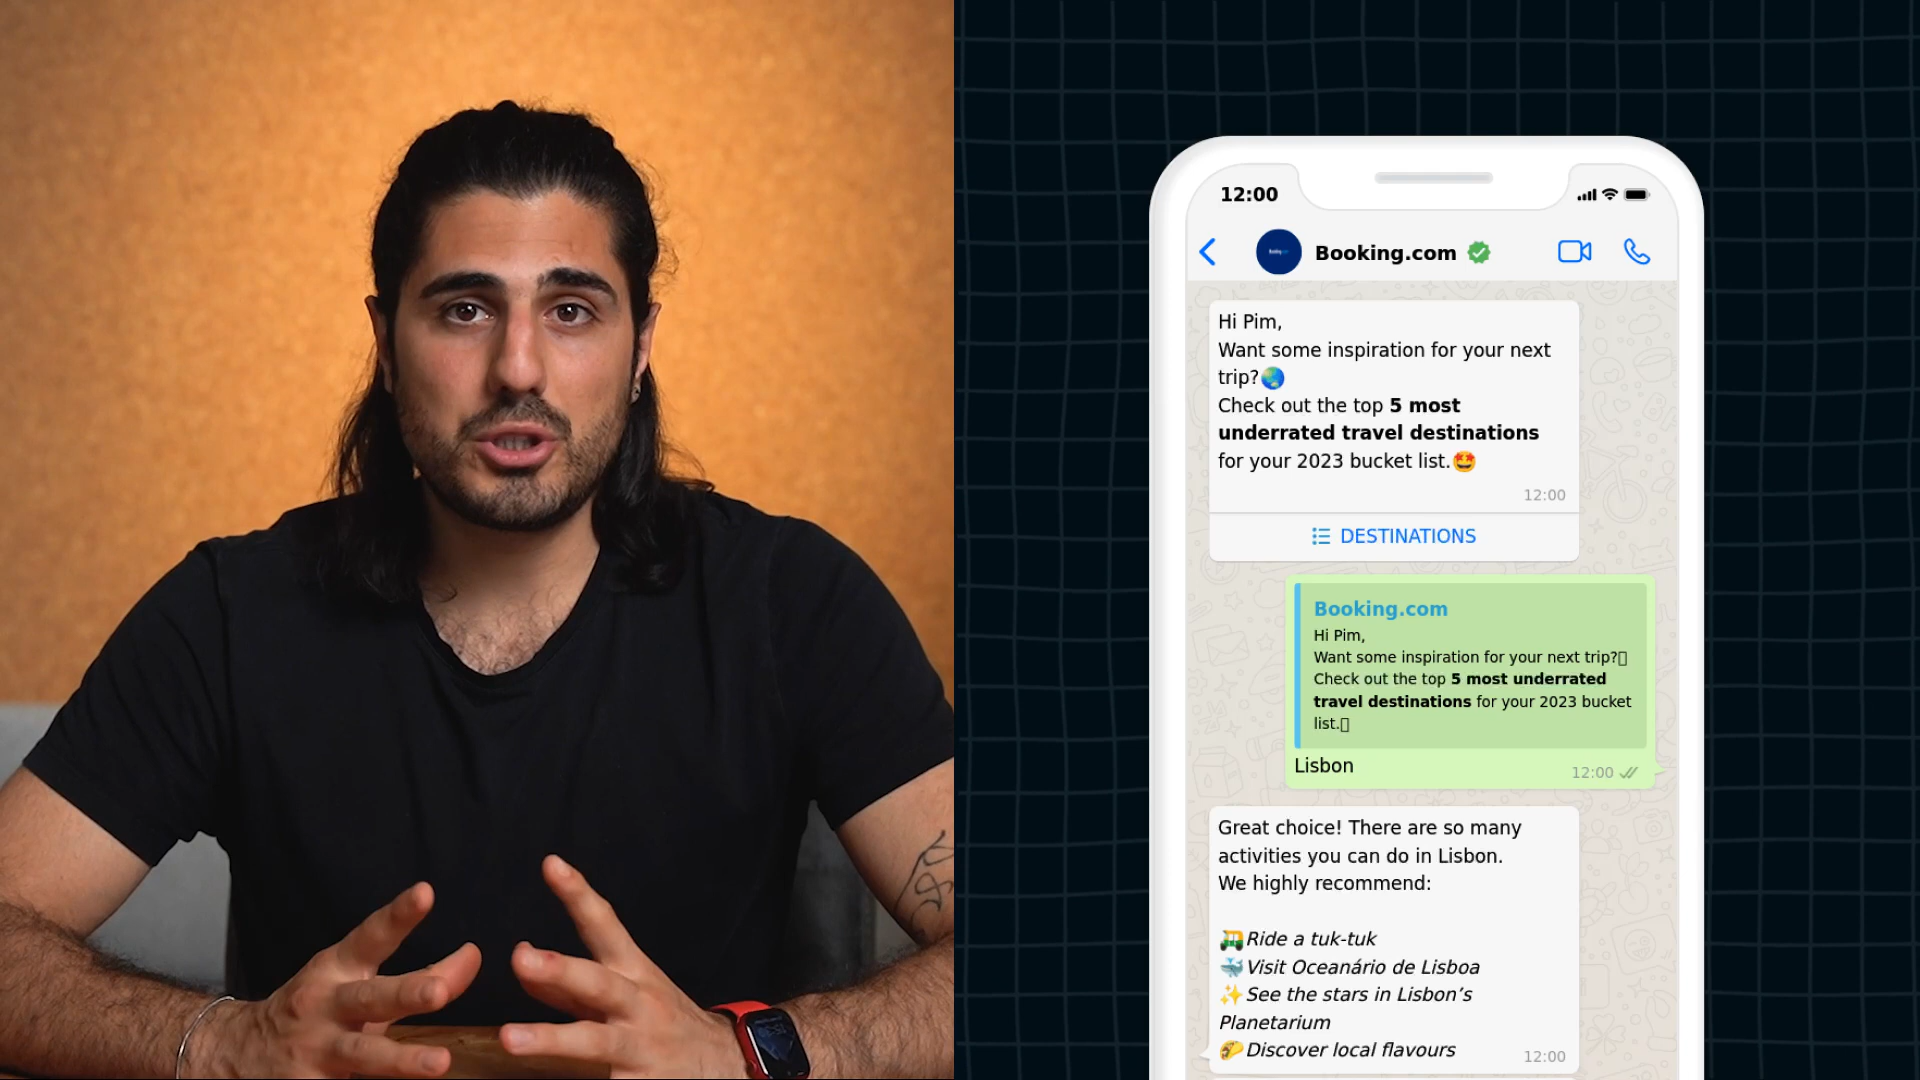 12:00
Booking.com
Hi Pim,
Want some inspiration for your next
trip?🌏
Check out the top 5 most
underrated travel destinations
for your 2023 bucket list.🤩
12:00
DESTINATIONS
Booking.com
Hi Pim,
Want some inspiration for your next trip?
Check out the top 5 most underrated
travel destinations for your 2023 bucket
list.
Lisbon
12:00
Great choice! There are so many
activities you can do in Lisbon.
We highly recommend:
🛺Ride a tuk-tuk
🐳Visit Oceanário de Lisboa
✨See the stars in Lisbon’s
Planetarium
🌮Discover local flavours
12:00